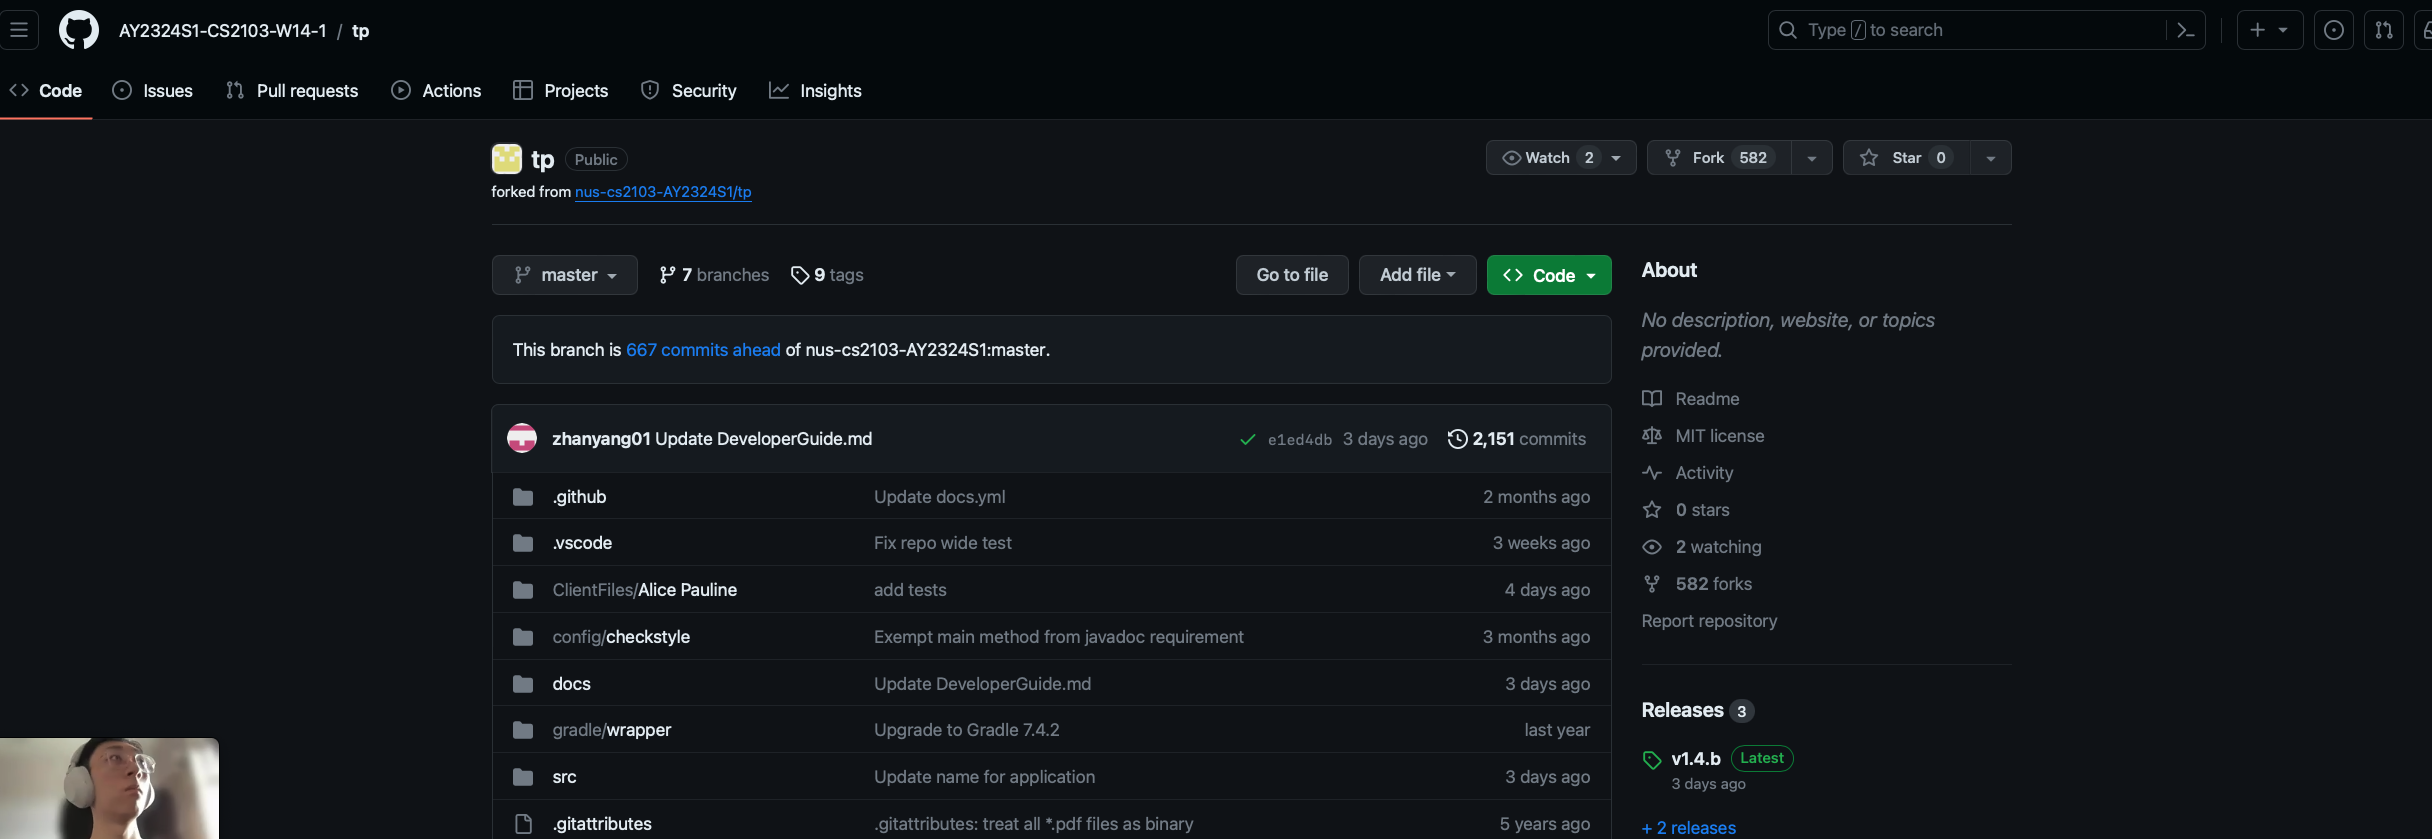 AY2324S1-CS2103-W14-1 / tp
Type / to search
Code Issues Pull requests Actions Projects Security Insights
tp Public
Watch 2 Fork 582 Star 0
forked from nus-cs2103-AY2324S1/tp
master 7 branches 9 tags
Go to file Add file Code
This branch is 667 commits ahead of nus-cs2103-AY2324S1:master.
zhanyang01 Update DeveloperGuide.md e1ed4db 3 days ago 2,151 commits
.github Update docs.yml 2 months ago
.vscode Fix repo wide test 3 weeks ago
ClientFiles/Alice Pauline add tests 4 days ago
config/checkstyle Exempt main method from javadoc requirement 3 months ago
docs Update DeveloperGuide.md 3 days ago
gradle/wrapper Upgrade to Gradle 7.4.2 last year
src Update name for application 3 days ago
.gitattributes .gitattributes: treat all *.pdf files as binary 5 years ago
About
No description, website, or topics
provided.
Readme
MIT license
Activity
0 stars
2 watching
582 forks
Report repository
Releases 3
v1.4.b Latest
3 days ago
+ 2 releases